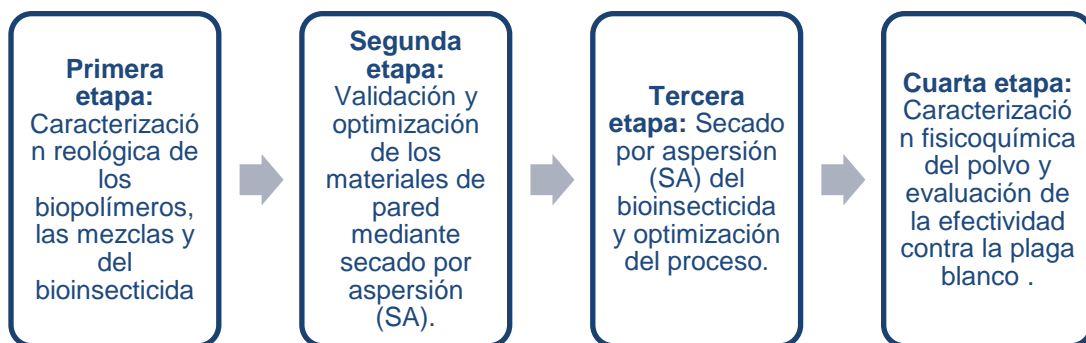 Primera
etapa:
Caracterizació
n reológica de
los
biopolímeros,
las mezclas y
del
bioinsecticida
Segunda
etapa:
Validación y
optimización
de los
materiales de
pared
mediante
secado por
aspersión
(SA).
Tercera
etapa: Secado
por aspersión
(SA) del
bioinsecticida
y optimización
del proceso.
Cuarta etapa:
Caracterizació
n fisicoquímica
del polvo y
evaluación de
la efectividad
contra la plaga
blanco .